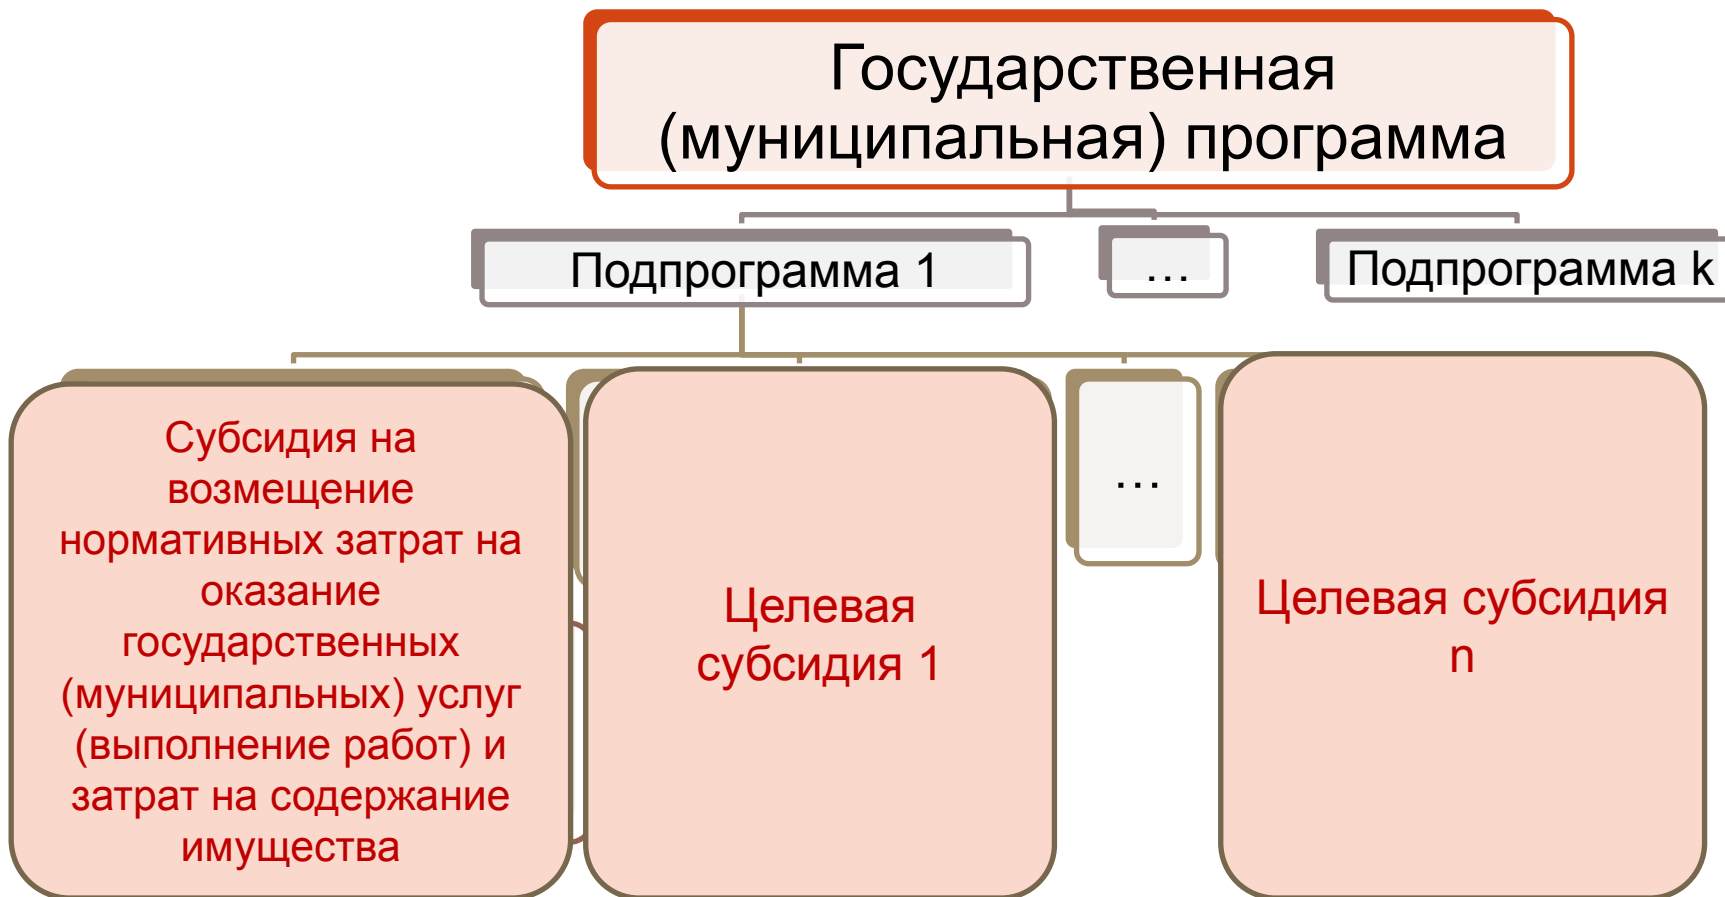 Государственная
(муниципальная) программа
Подпрограмма 1
...
Подпрограмма k
Субсидия на
возмещение
нормативных затрат на
оказание
государственных
(муниципальных) услуг
(выполнение работ) и
затрат на содержание
имущества
Целевая
субсидия 1
...
Целевая субсидия
n